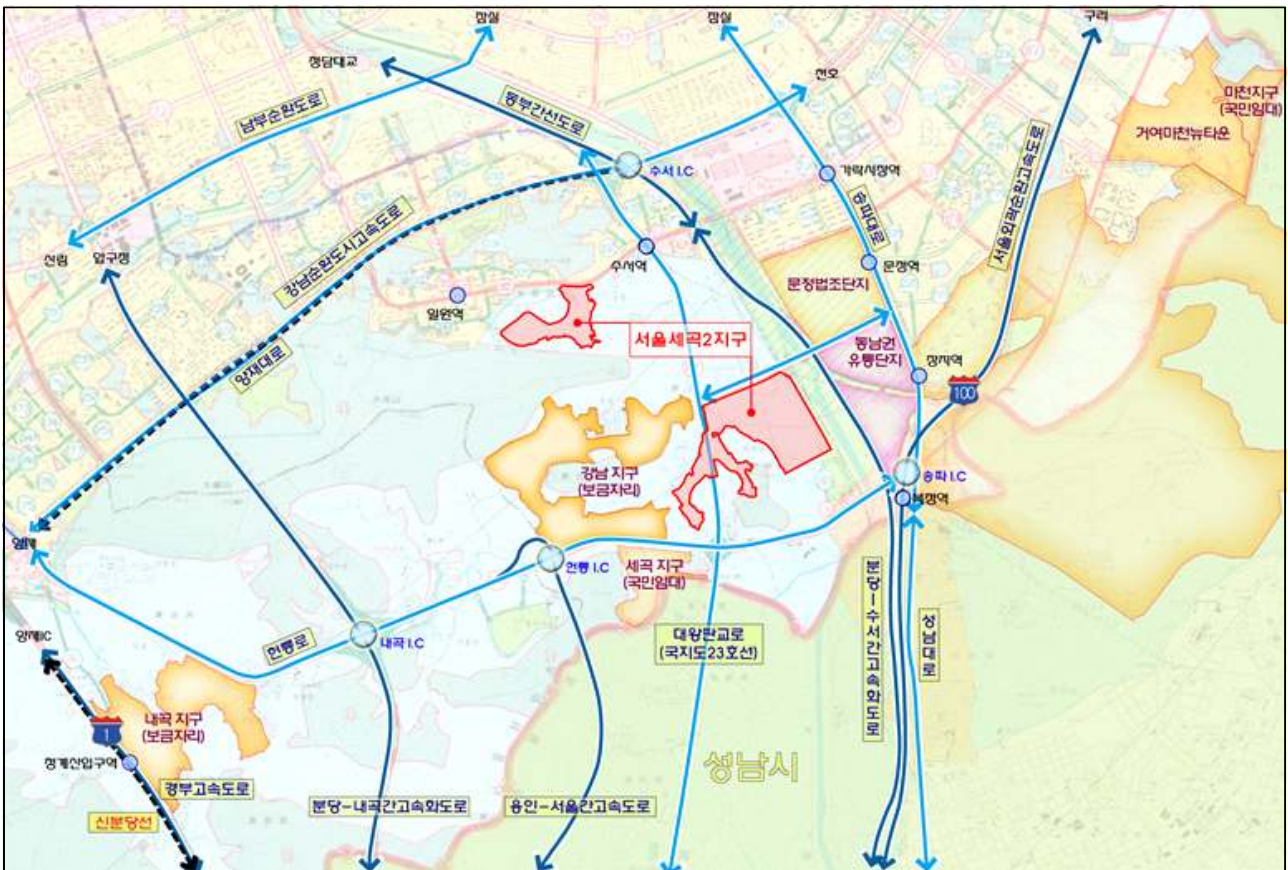 잠실
잠실
구리
청담대교
천호
마천지구
(국민임대)
거여마천뉴타운
남부순환도로
동부간선도로
수서 I.C
가락시장역
송파대로
서울외곽순환고속도로
강남순환도시고속도로
신림
압구정
수서역
문정역
문정법조단지
일원역
서울세곡2지구
양재대로
동남권
유통단지
장지역
100
강남 지구
(보금자리)
송파 I.C
복정역
헌릉 I.C
세곡 지구
(국민임대)
양재IC
헌릉로
내곡 I.C
대왕판교로
(국지도23호선)
분당-수서간고속화도로
성남대로
내곡 지구
(보금자리)
1
청계산입구역
경부고속도로
신분당선
분당-내곡간고속화도로
용인-서울간고속도로
성남시